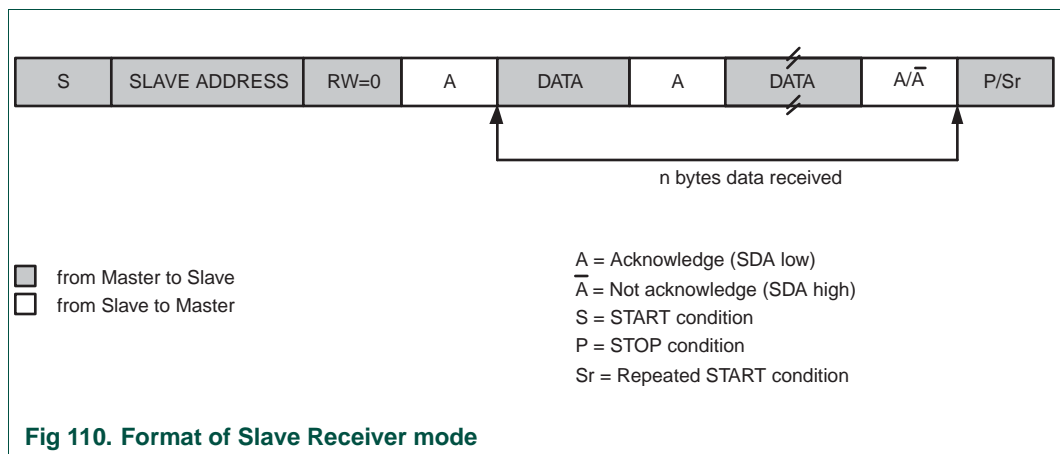 S SLAVE ADDRESS RW=0 A DATA A DATA A/A̅ P/Sr
n bytes data received
from Master to Slave
from Slave to Master
A = Acknowledge (SDA low)
A̅ = Not acknowledge (SDA high)
S = START condition
P = STOP condition
Sr = Repeated START condition
Fig 110. Format of Slave Receiver mode